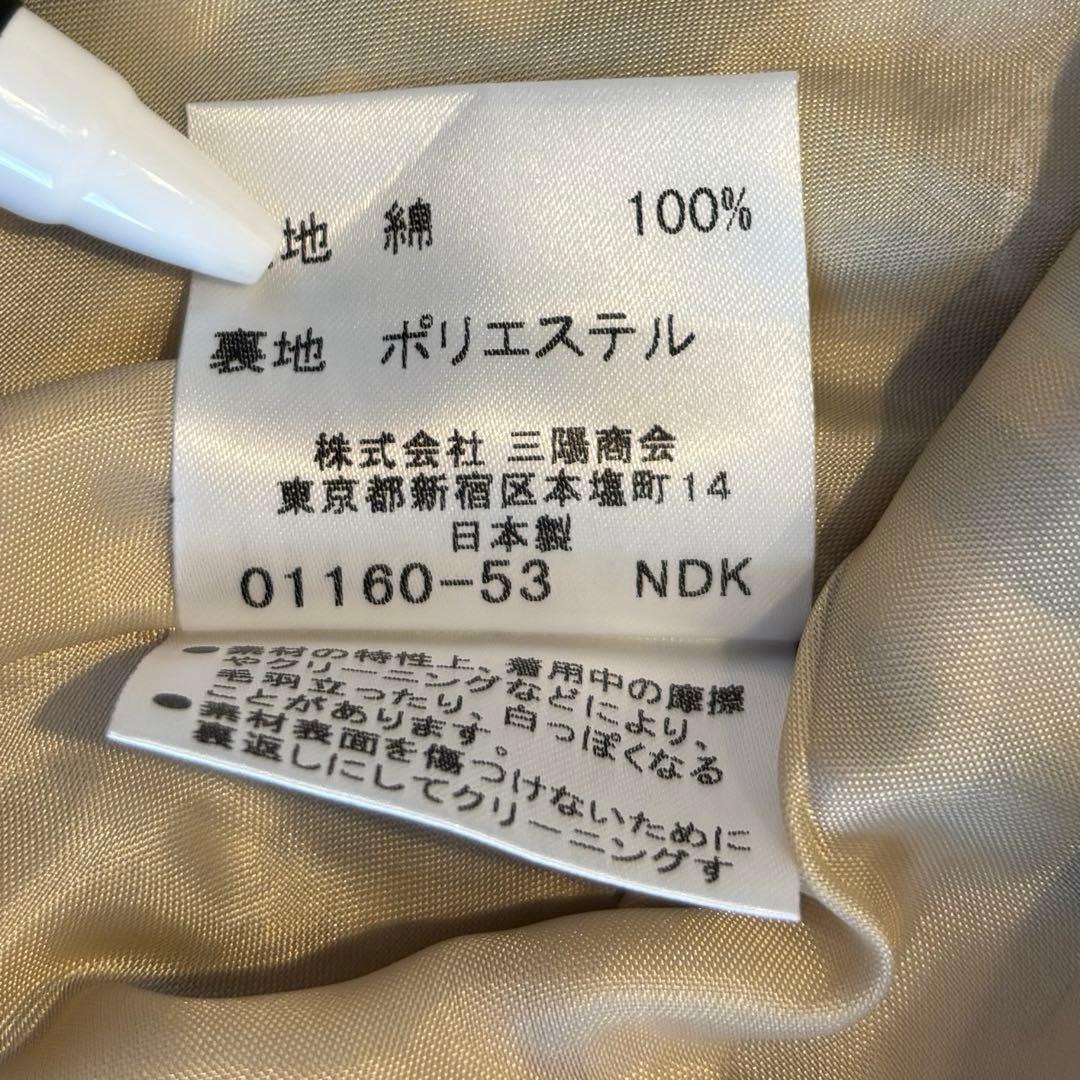 地 綿 100%
裏地 ポリエステル
株式会社 三陽商会
東京都新宿区本塩町14
日本製
01160-53 NDK
●素材の特性上、着用中の摩擦
やクリーニングなどにより、
毛羽立ったり、白っぽくなる
ことがあります。
●素材表面を傷つけないために
裏返しにしてクリーニングす